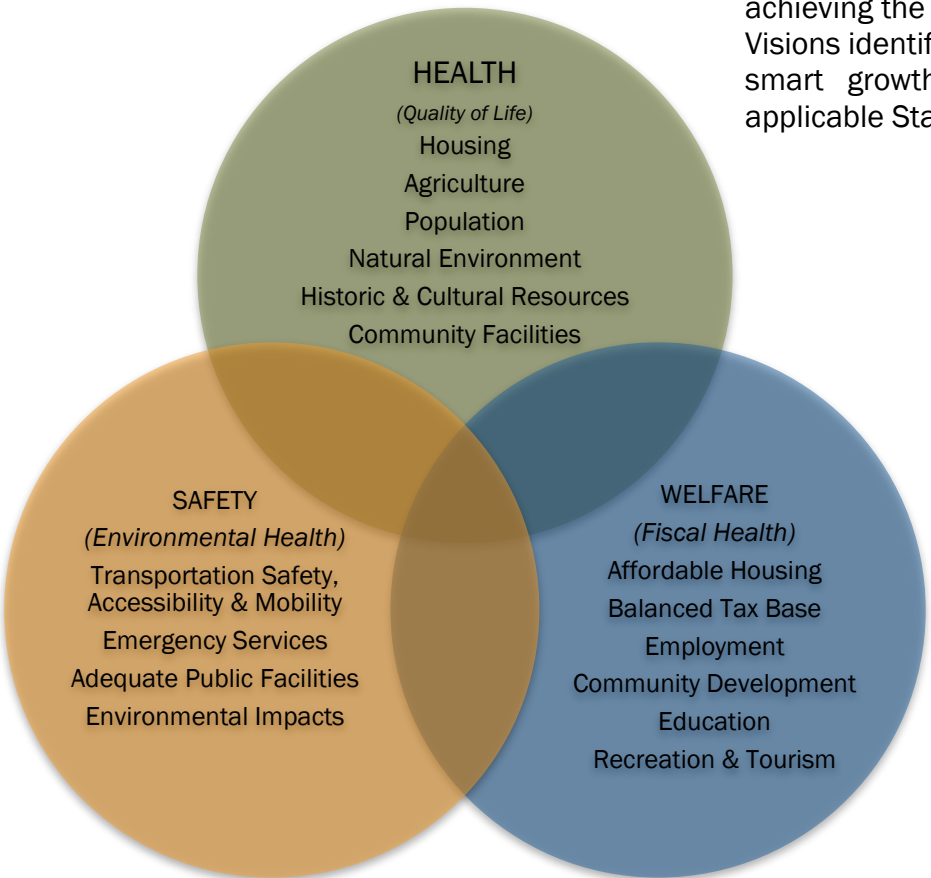 achieving the
Visions identif
smart growth
applicable Sta
HEALTH
(Quality of Life)
Housing
Agriculture
Population
Natural Environment
Historic & Cultural Resources
Community Facilities
SAFETY
(Environmental Health)
Transportation Safety,
Accessibility & Mobility
Emergency Services
Adequate Public Facilities
Environmental Impacts
WELFARE
(Fiscal Health)
Affordable Housing
Balanced Tax Base
Employment
Community Development
Education
Recreation & Tourism